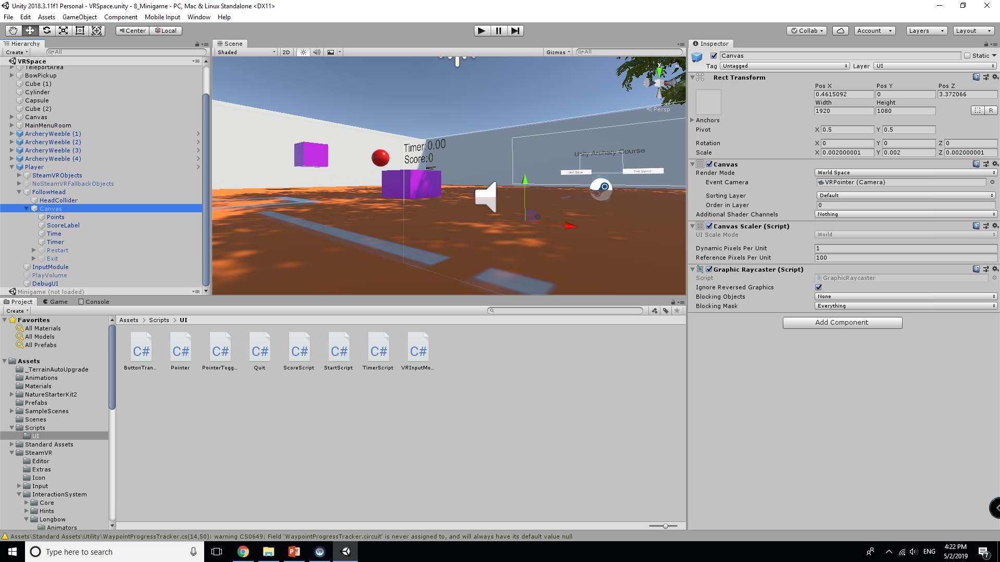 Unity 2018.3.11f1 Personal - VRSpace.unity - 8_Minigame - PC, Mac & Linux Standalone <DX11>
File Edit Assets GameObject Component Mobile Input Window Help
Center Local
Collab Account Layers Layout
Hierarchy
Create All
VRSpace
TeleportArea
BowPickup
Cube (1)
Cylinder
Capsule
Cube (2)
Canvas
MainMenuRoom
ArcheryWeeble (1)
ArcheryWeeble (2)
ArcheryWeeble (3)
ArcheryWeeble (4)
Player
SteamVRObjects
NoSteamVRFallbackObjects
FollowHead
HeadCollider
Canvas
Points
ScoreLabel
Time
Timer
Restart
Exit
InputModule
PlayVolume
DebugUI
Minigame (not loaded)
Scene
Shaded 2D Gizmos All
y
Persp
Timer:0.00
Score:0
Unity Archery Course
Start Game Exit Game
Inspector
Canvas Static
Tag Untagged Layer UI
Rect Transform
Pos X Pos Y Pos Z
0.4615092 0 3.372066
Width Height
1920 1080 R
Anchors
Pivot X 0.5 Y 0.5
Rotation X 0 Y 0 Z 0
Scale X 0.002000001 Y 0.002 Z 0.002000001
Canvas
Render Mode World Space
Event Camera VRPointer (Camera)
Sorting Layer Default
Order in Layer 0
Additional Shader Channels Nothing
Canvas Scaler (Script)
UI Scale Mode World
Dynamic Pixels Per Unit 1
Reference Pixels Per Unit 100
Graphic Raycaster (Script)
Script GraphicRaycaster
Ignore Reversed Graphics
Blocking Objects None
Blocking Mask Everything
Add Component
Project Game Console
Create
Favorites
All Materials
All Models
All Prefabs
Assets
_TerrainAutoUpgrade
Animations
Materials
NatureStarterKit2
Prefabs
SampleScenes
Scenes
Scripts
UI
Standard Assets
SteamVR
Editor
Extras
Icon
Input
InteractionSystem
Core
Hints
Longbow
Animators
Assets > Scripts > UI
C# C# C# C# C# C# C# C#
ButtonTran... Pointer PointerTogg... Quit ScoreScript StartScript TimerScript VRInputMo...
Assets\Standard Assets\Utility\WaypointProgressTracker.cs(14,50): warning CS0649: Field 'WaypointProgressTracker.circuit' is never assigned to, and will always have its default value null
Type here to search
VR
ENG
4:22 PM
5/2/2019
7